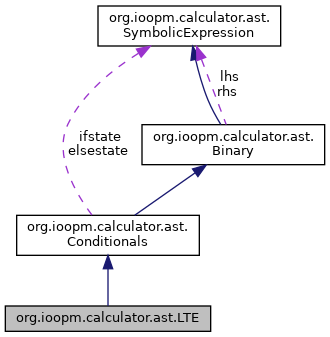 org.ioopm.calculator.ast.
SymbolicExpression
lhs
rhs
ifstate
elsestate
org.ioopm.calculator.ast.
Binary
org.ioopm.calculator.ast.
Conditionals
org.ioopm.calculator.ast.LTE